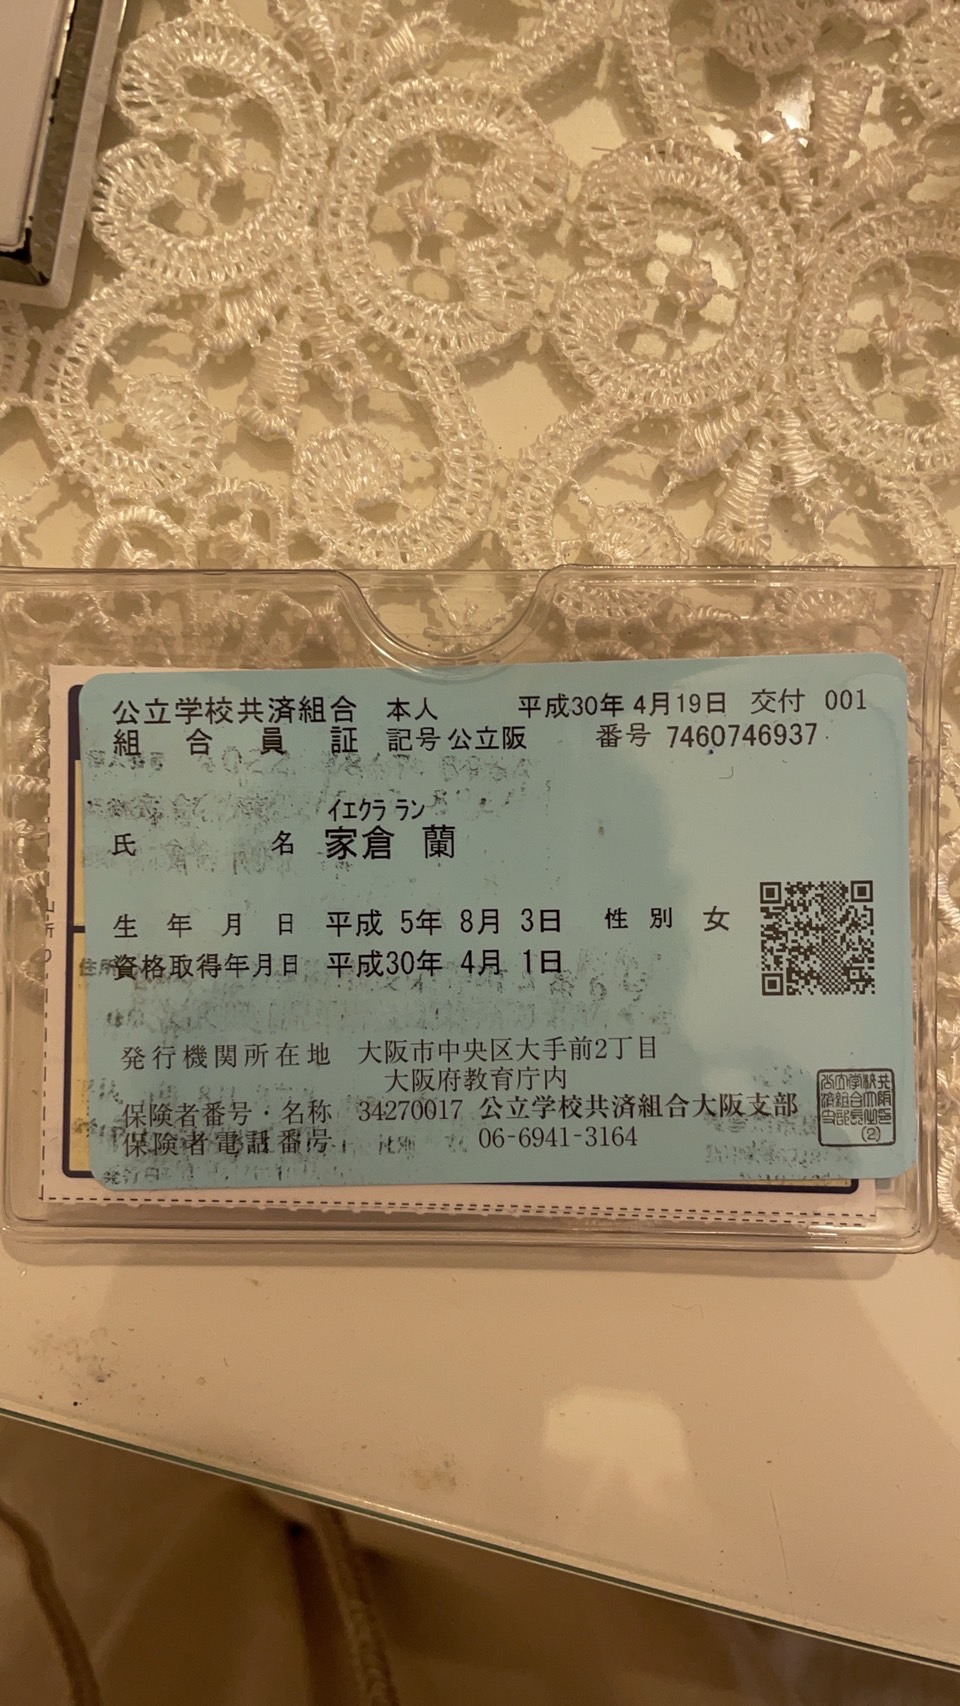 公立学校共済組合 本人 平成30年 4月19日 交付 001
組合員証 記号 公立阪 番号 7460746937
イエクラ ラン
氏名 家倉 蘭
生年月日 平成 5年 8月 3日 性別 女
資格取得年月日 平成30年 4月 1日
発行機関所在地 大阪市中央区大手前2丁目
大阪府教育庁内
保険者番号・名称 34270017 公立学校共済組合大阪支部
保険者電話番号 06-6941-3164